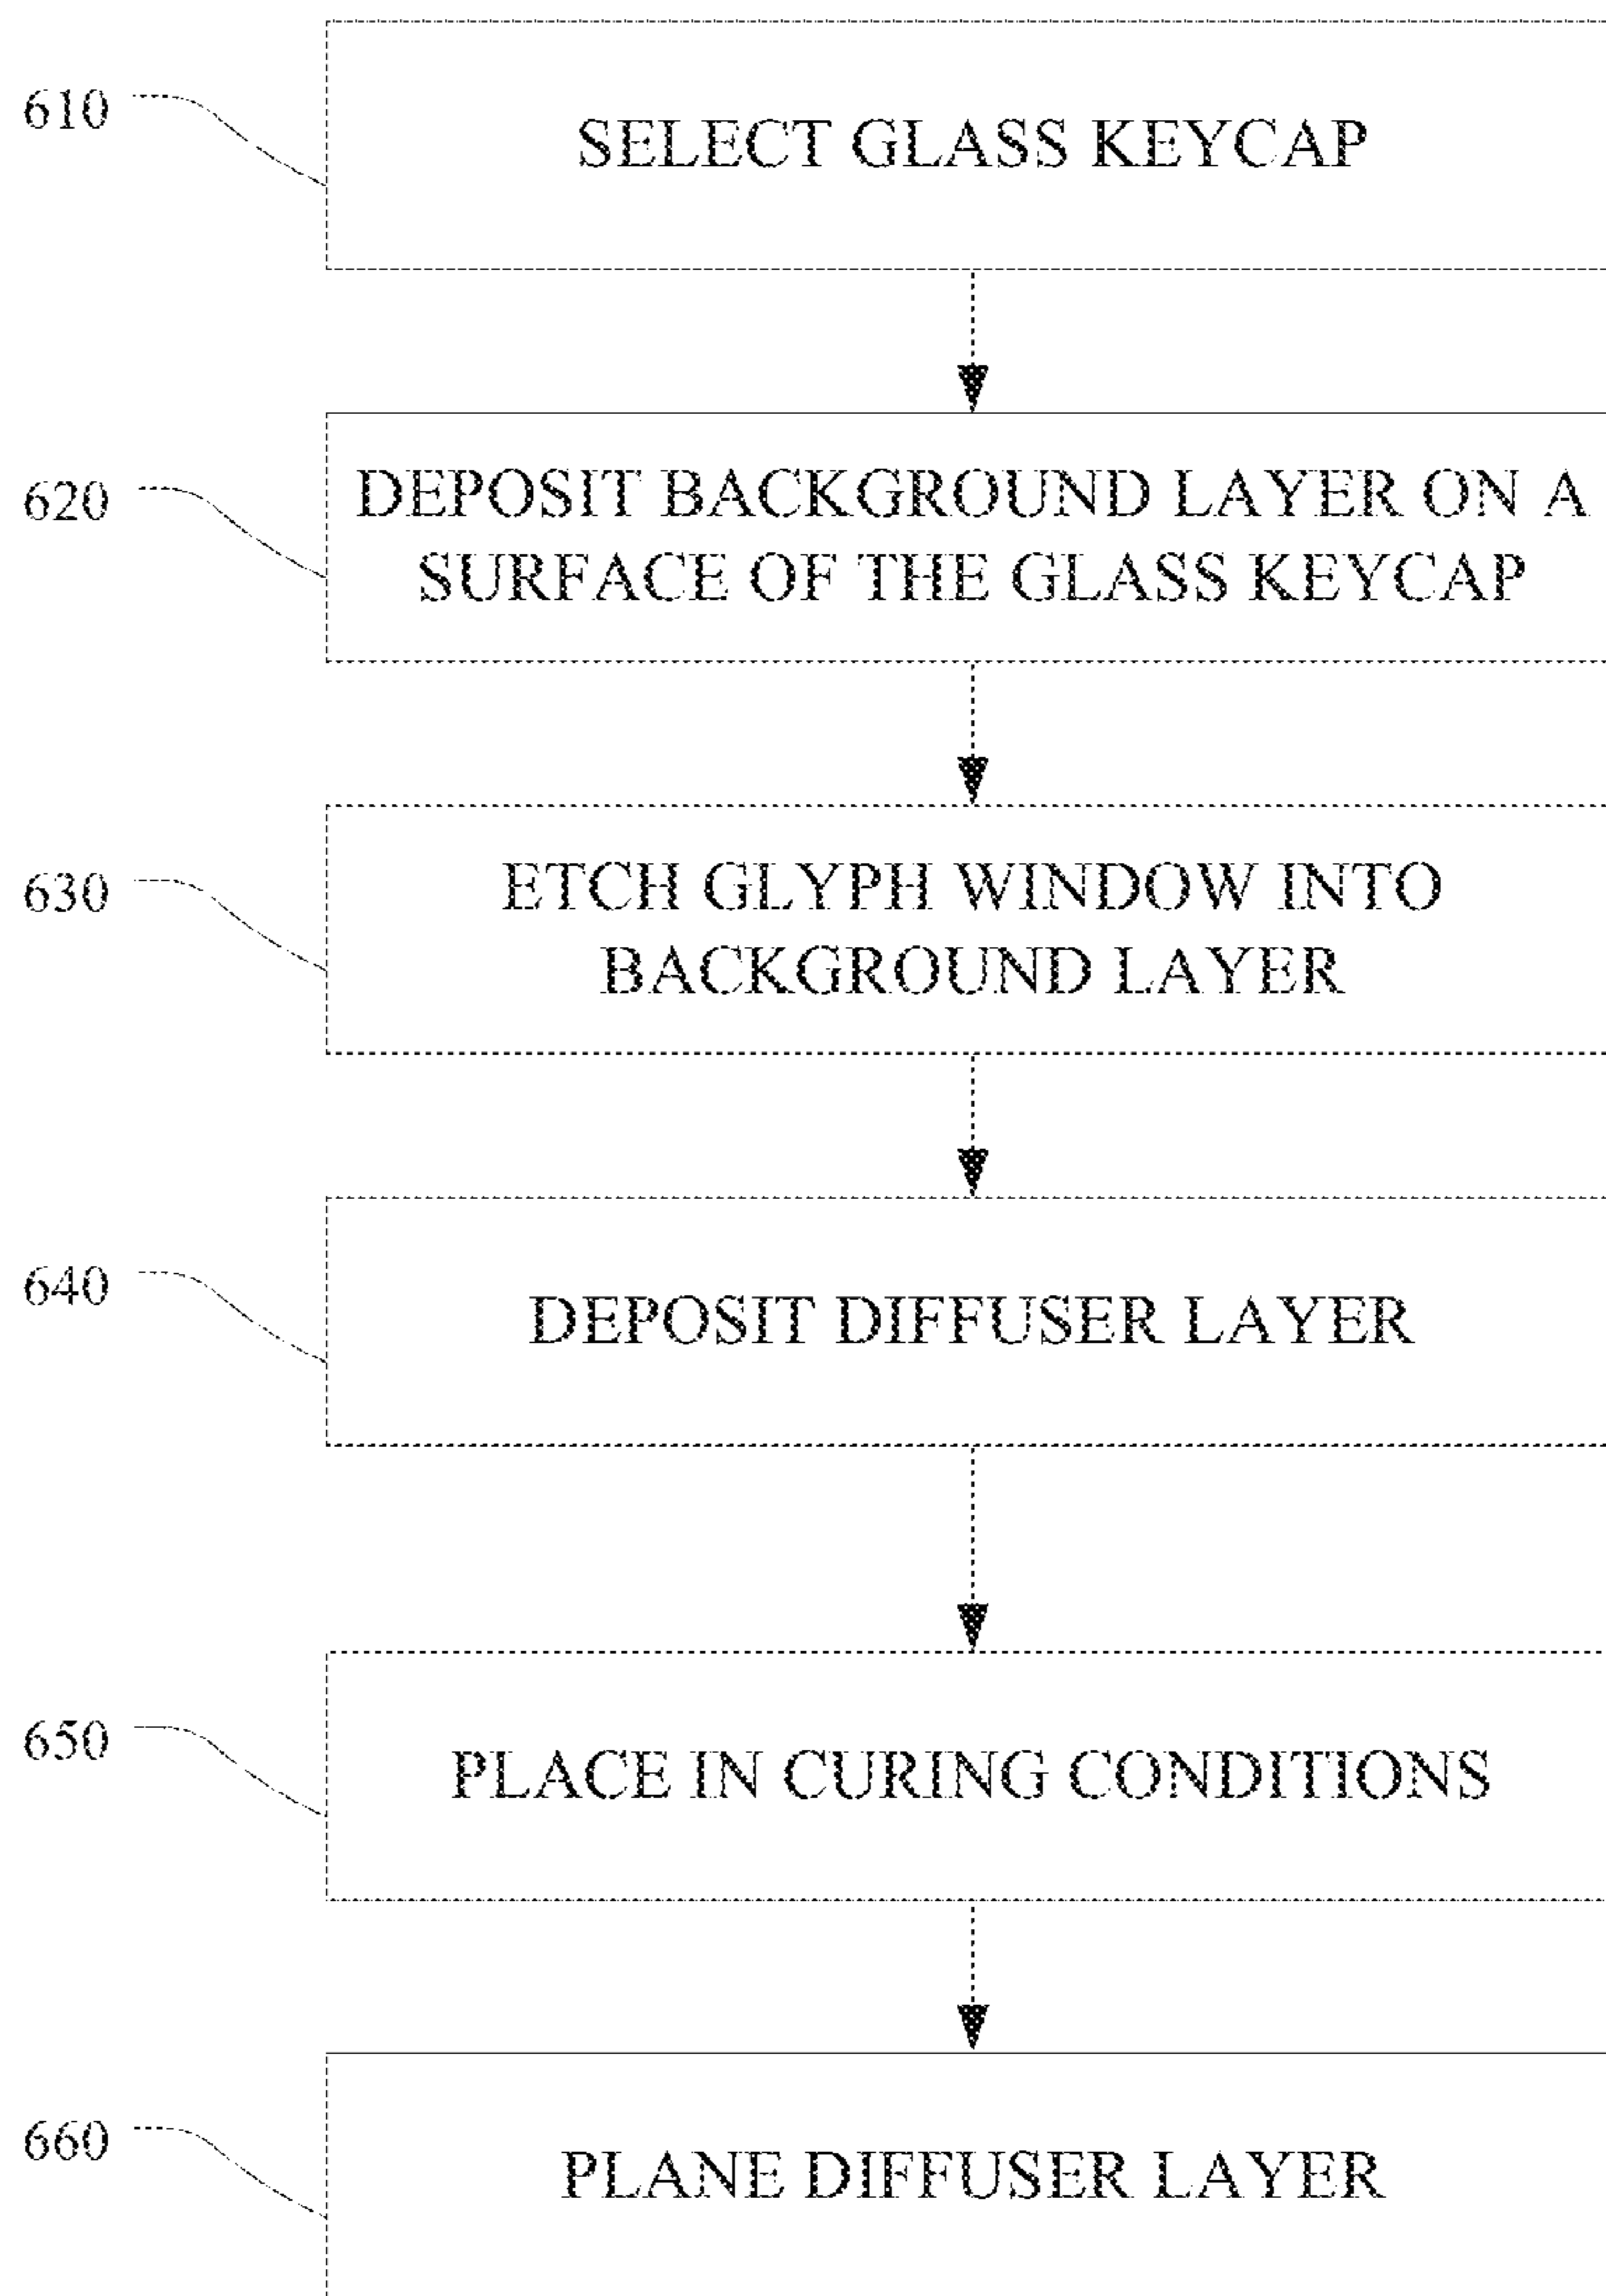 610
SELECT GLASS KEYCAP
620
DEPOSIT BACKGROUND LAYER ON A
SURFACE OF THE GLASS KEYCAP
630
ETCH GLYPH WINDOW INTO
BACKGROUND LAYER
640
DEPOSIT DIFFUSER LAYER
650
PLACE IN CURING CONDITIONS
660
PLANE DIFFUSER LAYER